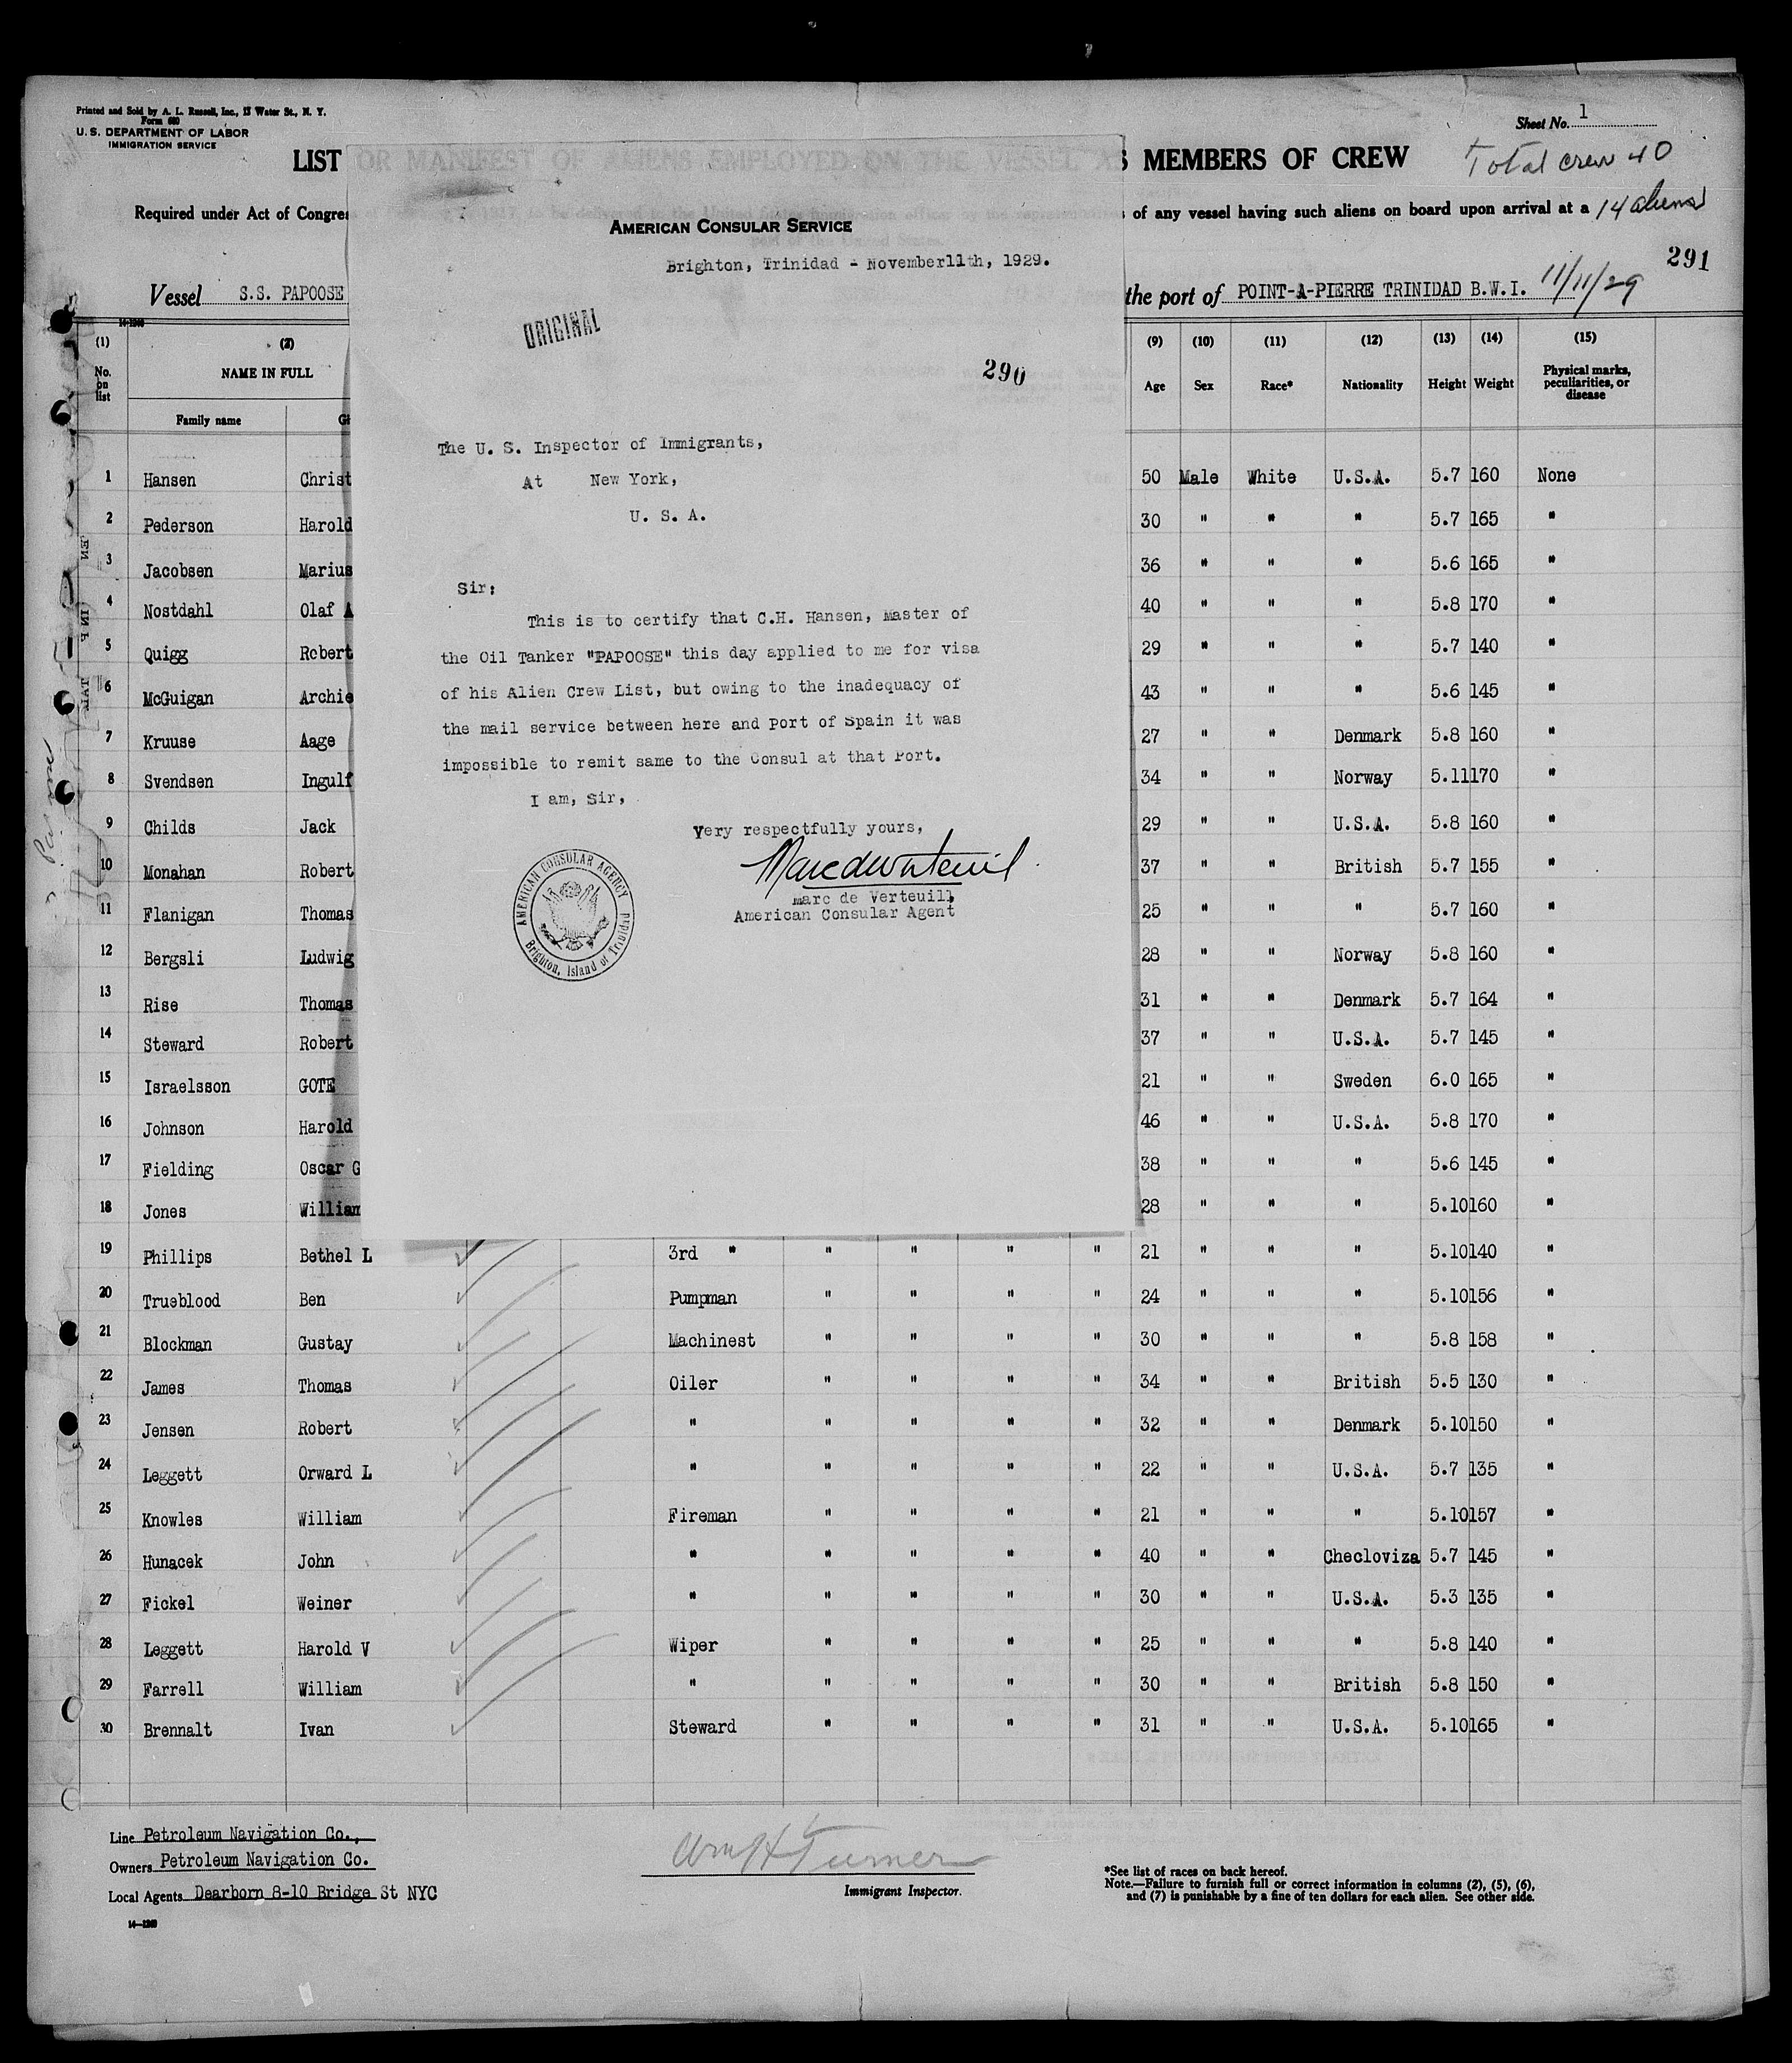 Printed and Sold by A. L. Russell, Inc., 13 Water St., N. Y.
Form 680
U. S. DEPARTMENT OF LABOR
IMMIGRATION SERVICE
Sheet No. 1
LIST OR MANIFEST OF ALIENS EMPLOYED ON THE VESSEL AS MEMBERS OF CREW
Total crew 40
14 aliens
Required under Act of Congre
of any vessel having such aliens on board upon arrival at a
291
Vessel S.S. PAPOOSE
the port of POINT-A-PIERRE TRINIDAD B.W.I. 11/11/29
AMERICAN CONSULAR SERVICE
Brighton, Trinidad - November11th, 1929.
ORIGINAL
290
The U. S. Inspector of Immigrants,
At New York,
U. S. A.
Sir:
This is to certify that C.H. Hansen, Master of
the Oil Tanker "PAPOOSE" this day applied to me for visa
of his Alien Crew List, but owing to the inadequacy of
the mail service between here and Port of Spain it was
impossible to remit same to the Consul at that Port.
I am, Sir,
Very respectfully yours,
Marc de Verteuil
marc de Verteuil,
American Consular Agent
AMERICAN CONSULAR AGENCY
Brighton, Island of Trinidad
14-1240
(1) (2) (9) (10) (11) (12) (13) (14) (15)
No. on list NAME IN FULL Age Sex Race* Nationality Height Weight Physical marks, peculiarities, or disease
Family name Gi
1 Hansen Christ 50 Male White U.S.A. 5.7 160 None
2 Pederson Harold 30 " " " 5.7 165 "
3 Jacobsen Marius 36 " " " 5.6 165 "
4 Nostdahl Olaf A 40 " " " 5.8 170 "
5 Quigg Robert 29 " " " 5.7 140 "
6 McGuigan Archie 43 " " " 5.6 145 "
7 Kruuse Aage 27 " " Denmark 5.8 160 "
8 Svendsen Ingulf 34 " " Norway 5.11 170 "
9 Childs Jack 29 " " U.S.A. 5.8 160 "
10 Monahan Robert 37 " " British 5.7 155 "
11 Flanigan Thomas 25 " " " 5.7 160 "
12 Bergsli Ludwig 28 " " Norway 5.8 160 "
13 Rise Thomas 31 " " Denmark 5.7 164 "
14 Steward Robert 37 " " U.S.A. 5.7 145 "
15 Israelsson GOTE 21 " " Sweden 6.0 165 "
16 Johnson Harold 46 " " U.S.A. 5.8 170 "
17 Fielding Oscar G 38 " " " 5.6 145 "
18 Jones William 28 " " " 5.10 160 "
19 Phillips Bethel L 3rd " " " " " 21 " " " 5.10 140 "
20 Trueblood Ben Pumpman " " " " 24 " " " 5.10 156 "
21 Blockman Gustay Machinest " " " " 30 " " " 5.8 158 "
22 James Thomas Oiler " " " " 34 " " British 5.5 130 "
23 Jensen Robert " " " " " 32 " " Denmark 5.10 150 "
24 Leggett Orward L " " " " " 22 " " U.S.A. 5.7 135 "
25 Knowles William Fireman " " " " 21 " " " 5.10 157 "
26 Hunacek John " " " " " 40 " " Checloviza 5.7 145 "
27 Fickel Weiner " " " " " 30 " " U.S.A. 5.3 135 "
28 Leggett Harold V Wiper " " " " 25 " " " 5.8 140 "
29 Farrell William " " " " " 30 " " British 5.8 150 "
30 Brennalt Ivan Steward " " " " 31 " " U.S.A. 5.10 165 "
Line Petroleum Navigation Co.,
Owners Petroleum Navigation Co.
Local Agents Dearborn 8-10 Bridge St NYC
14-1240
Wm H Turner
Immigrant Inspector.
*See list of races on back hereof.
Note.—Failure to furnish full or correct information in columns (2), (5), (6),
and (7) is punishable by a fine of ten dollars for each alien. See other side.